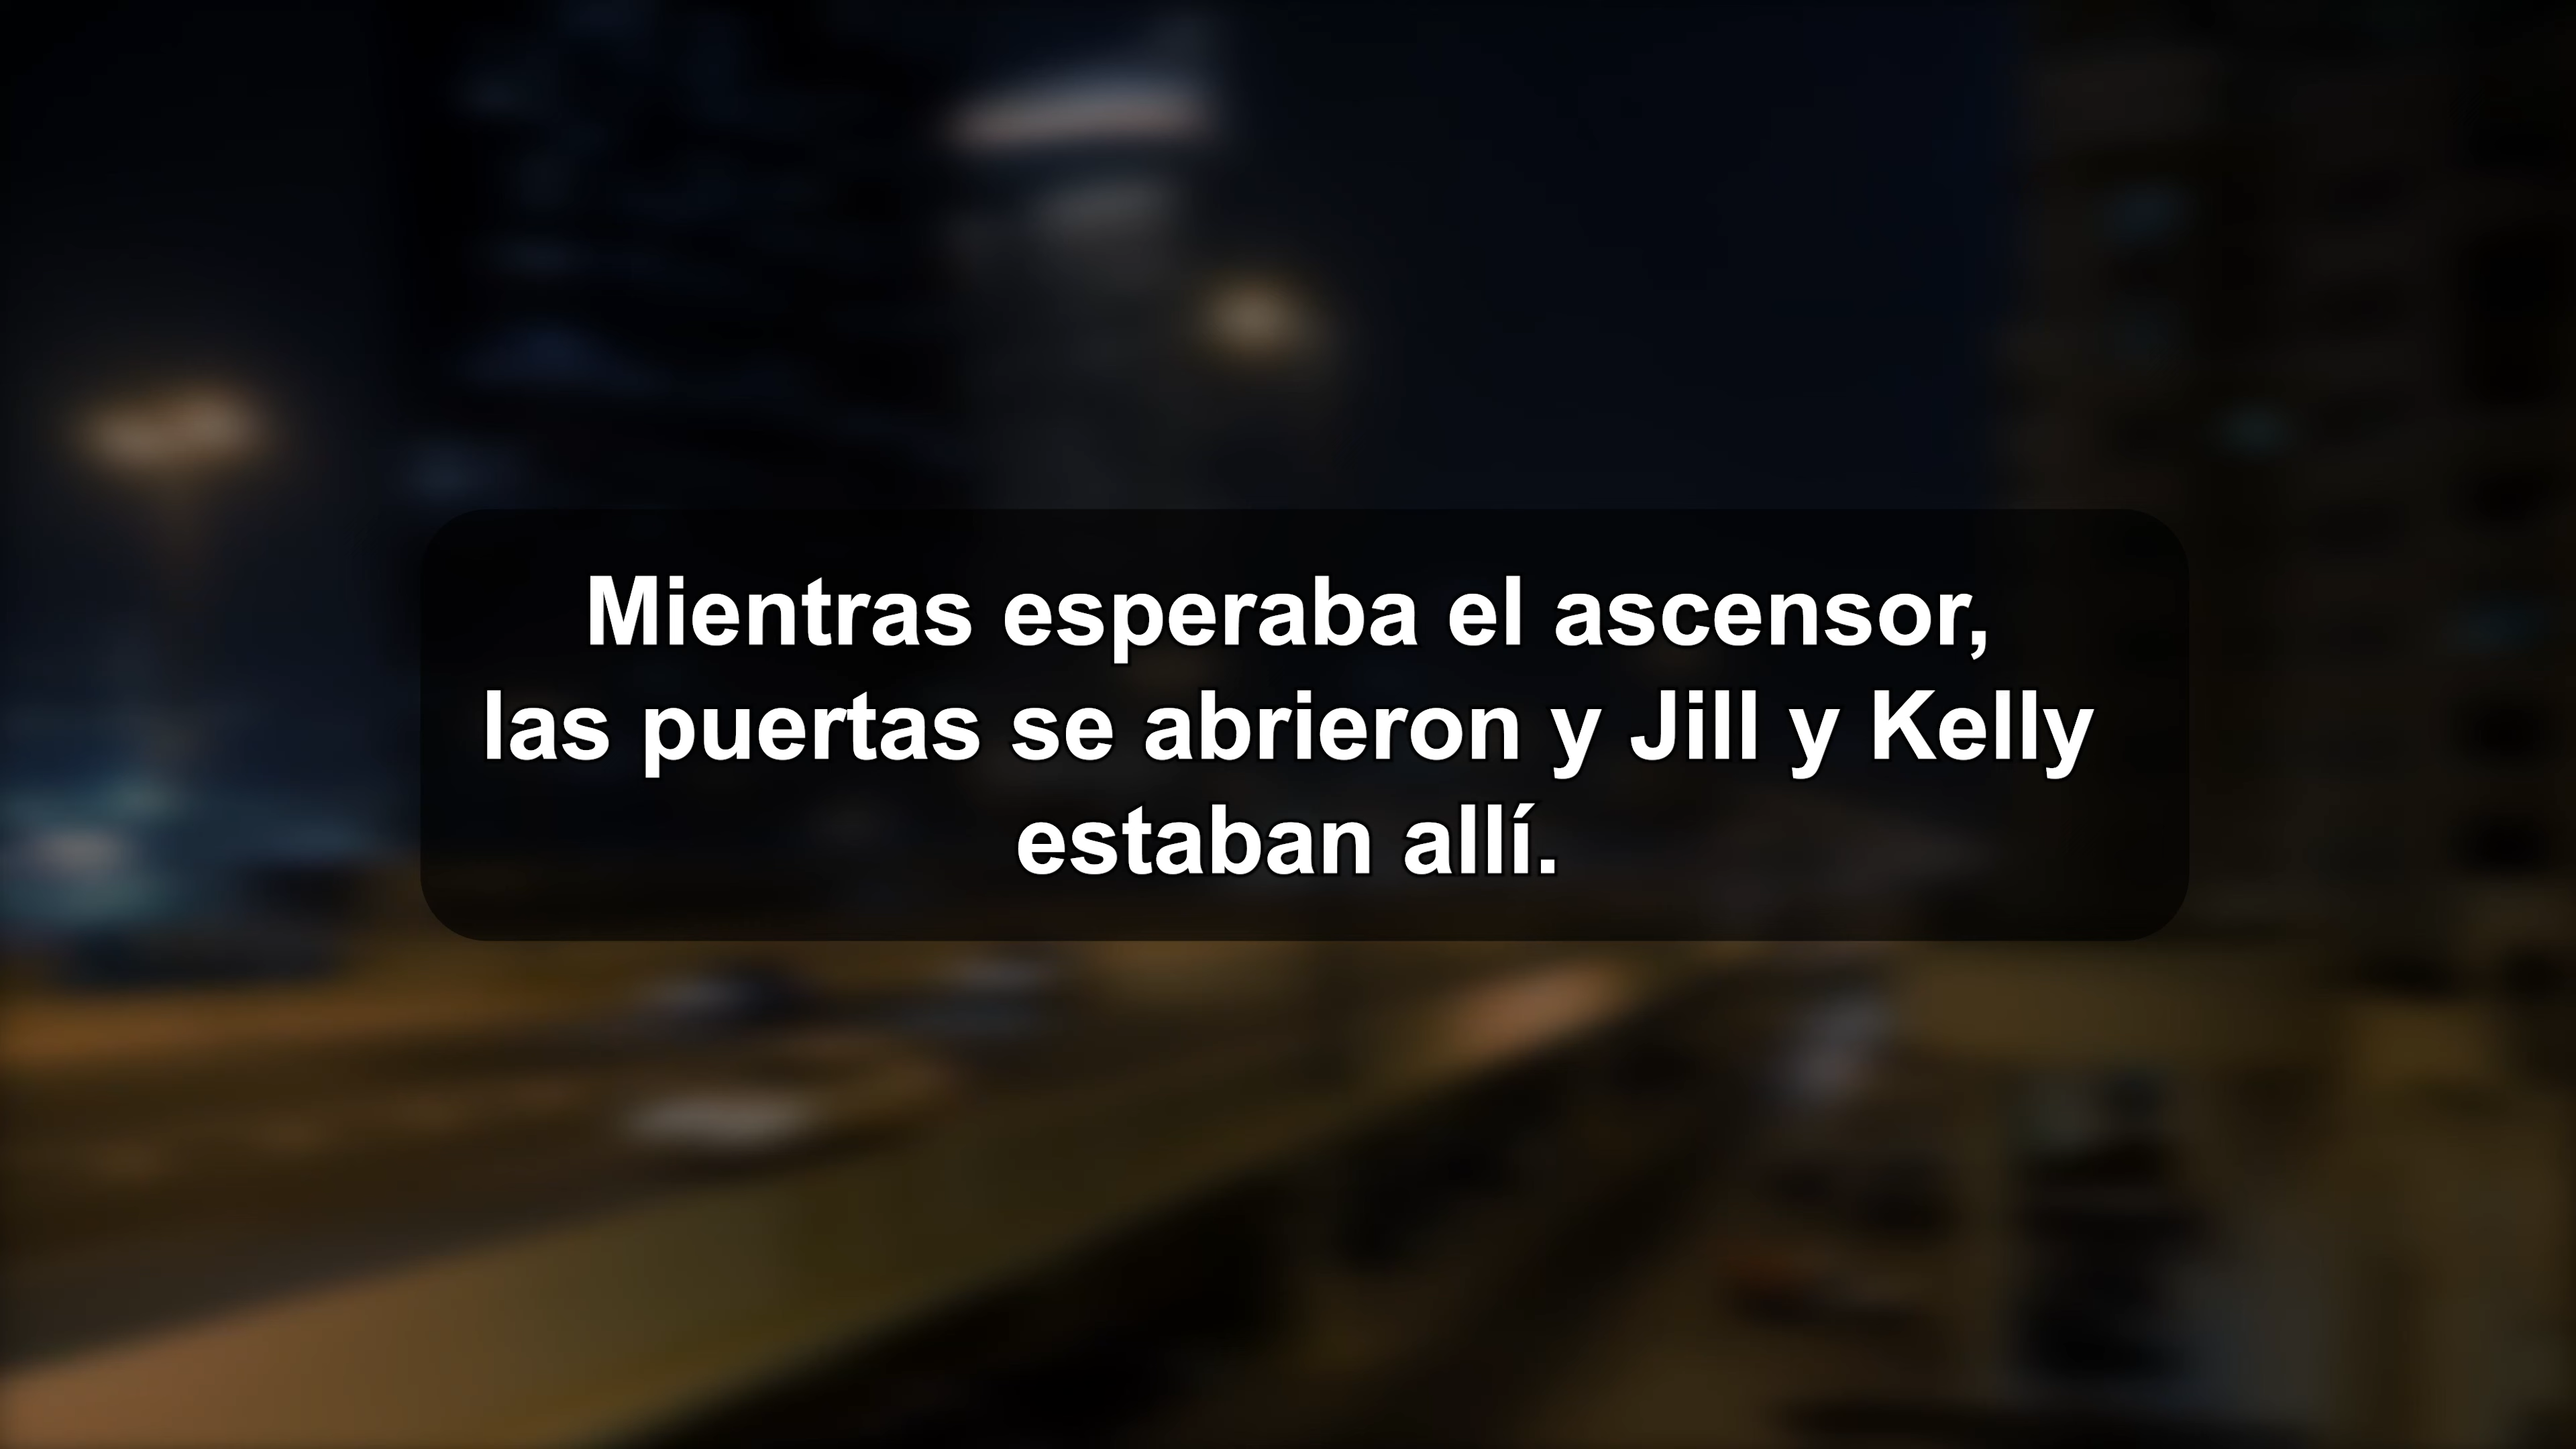 Mientras esperaba el ascensor,
las puertas se abrieron y Jill y Kelly
estaban allí.